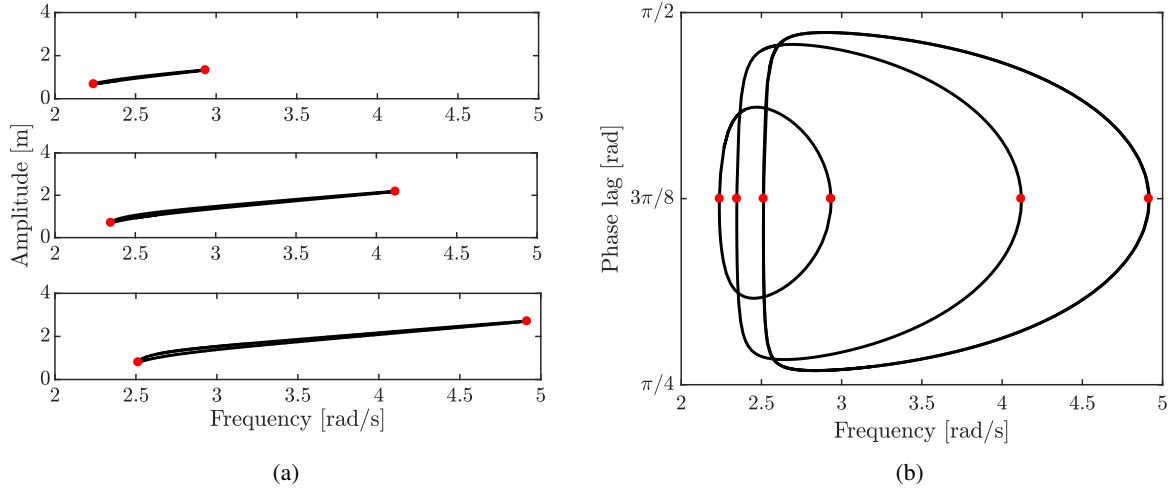 4
2
0
2 2.5 3 3.5 4 4.5 5
4
2
0
2 2.5 3 3.5 4 4.5 5
4
2
0
2 2.5 3 3.5 4 4.5 5
Amplitude [m]
Frequency [rad/s]
(a)
π/2
3π/8
π/4
Phase lag [rad]
2 2.5 3 3.5 4 4.5 5
Frequency [rad/s]
(b)